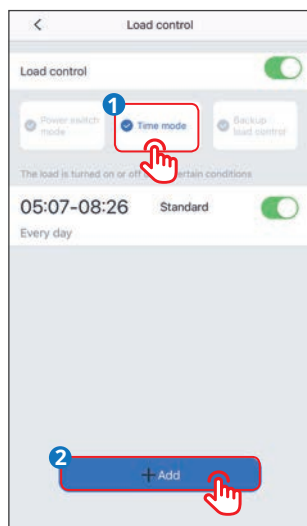 Load control
Load control
1
Power switch
mode
Time mode
Backup
load control
The load is turned on or off ertain conditions
05:07-08:26 Standard
Every day
2
+ Add